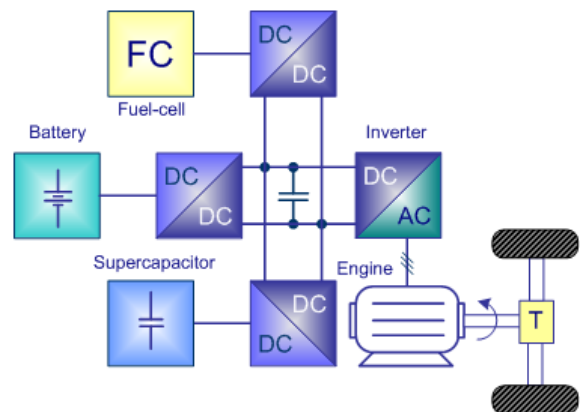 FC
DC
DC
Fuel-cell
Battery
Inverter
DC
DC
DC
AC
Supercapacitor
Engine
DC
DC
T